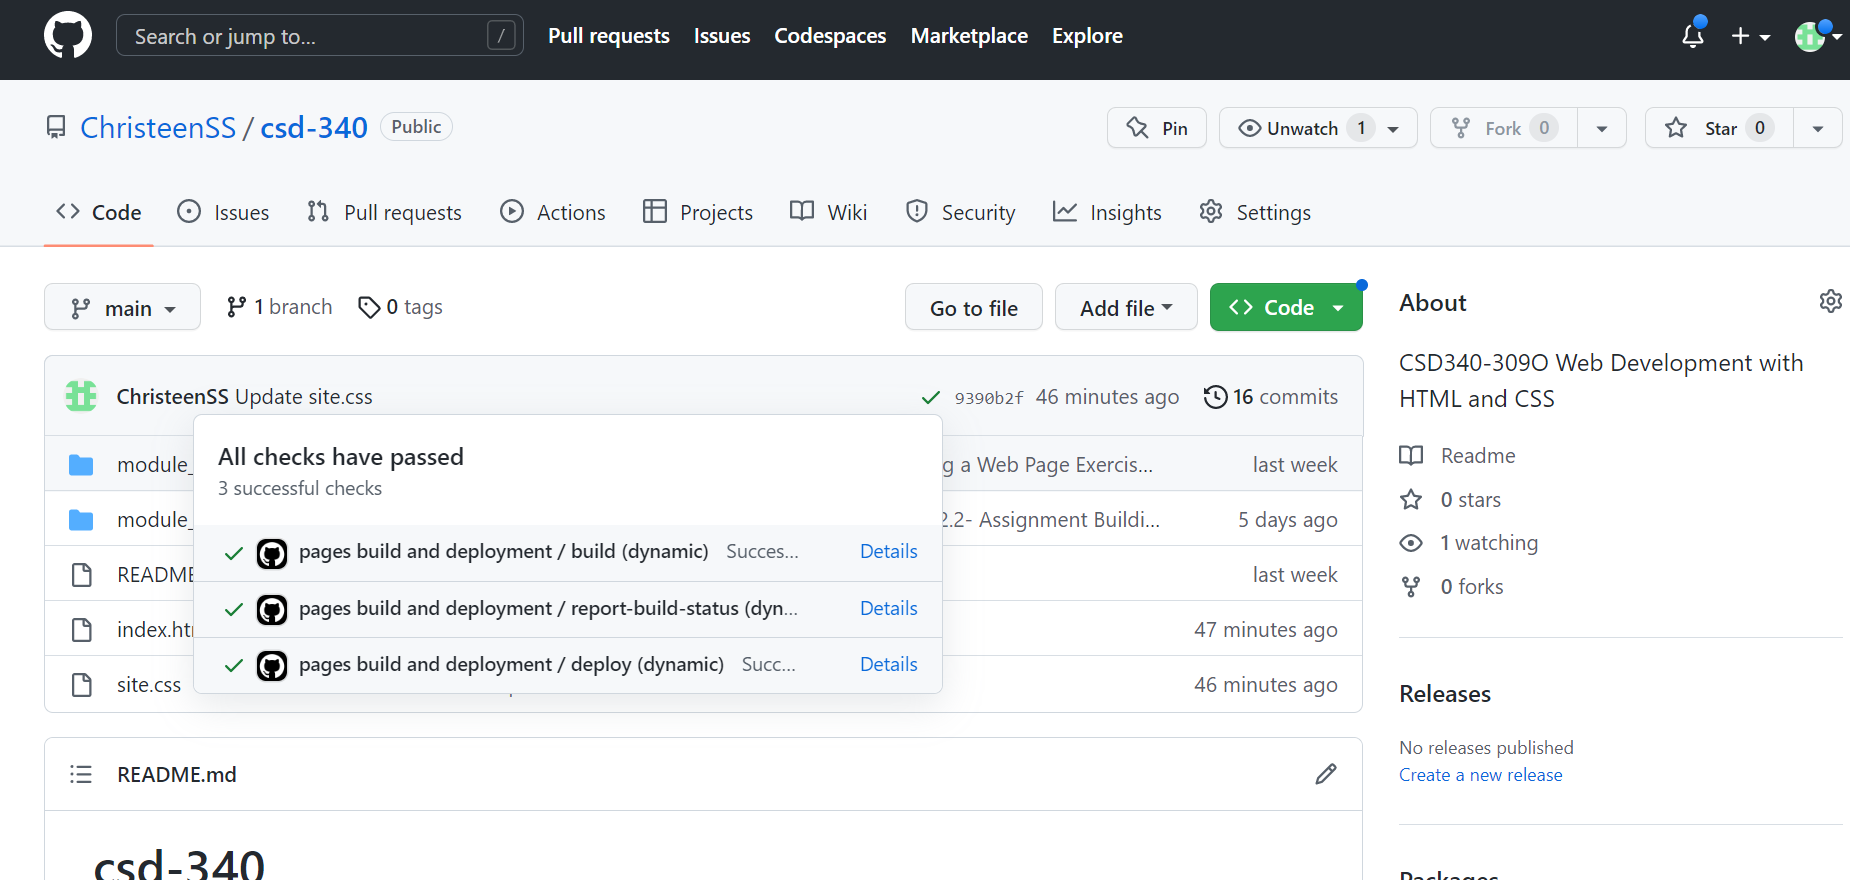 Search or jump to... /
Pull requests Issues Codespaces Marketplace Explore
ChristeenSS / csd-340 Public
Pin Unwatch 1 Fork 0 Star 0
Code Issues Pull requests Actions Projects Wiki Security Insights Settings
main 1 branch 0 tags Go to file Add file Code
ChristeenSS Update site.css 9390b2f 46 minutes ago 16 commits
All checks have passed
3 successful checks
pages build and deployment / build (dynamic) Succes... Details
pages build and deployment / report-build-status (dyn... Details
pages build and deployment / deploy (dynamic) Succ... Details
module_ g a Web Page Exercis... last week
module_ 2.2- Assignment Buildi... 5 days ago
README last week
index.ht 47 minutes ago
site.css 46 minutes ago
README.md
csd-340
About
CSD340-309O Web Development with
HTML and CSS
Readme
0 stars
1 watching
0 forks
Releases
No releases published
Create a new release
Packages